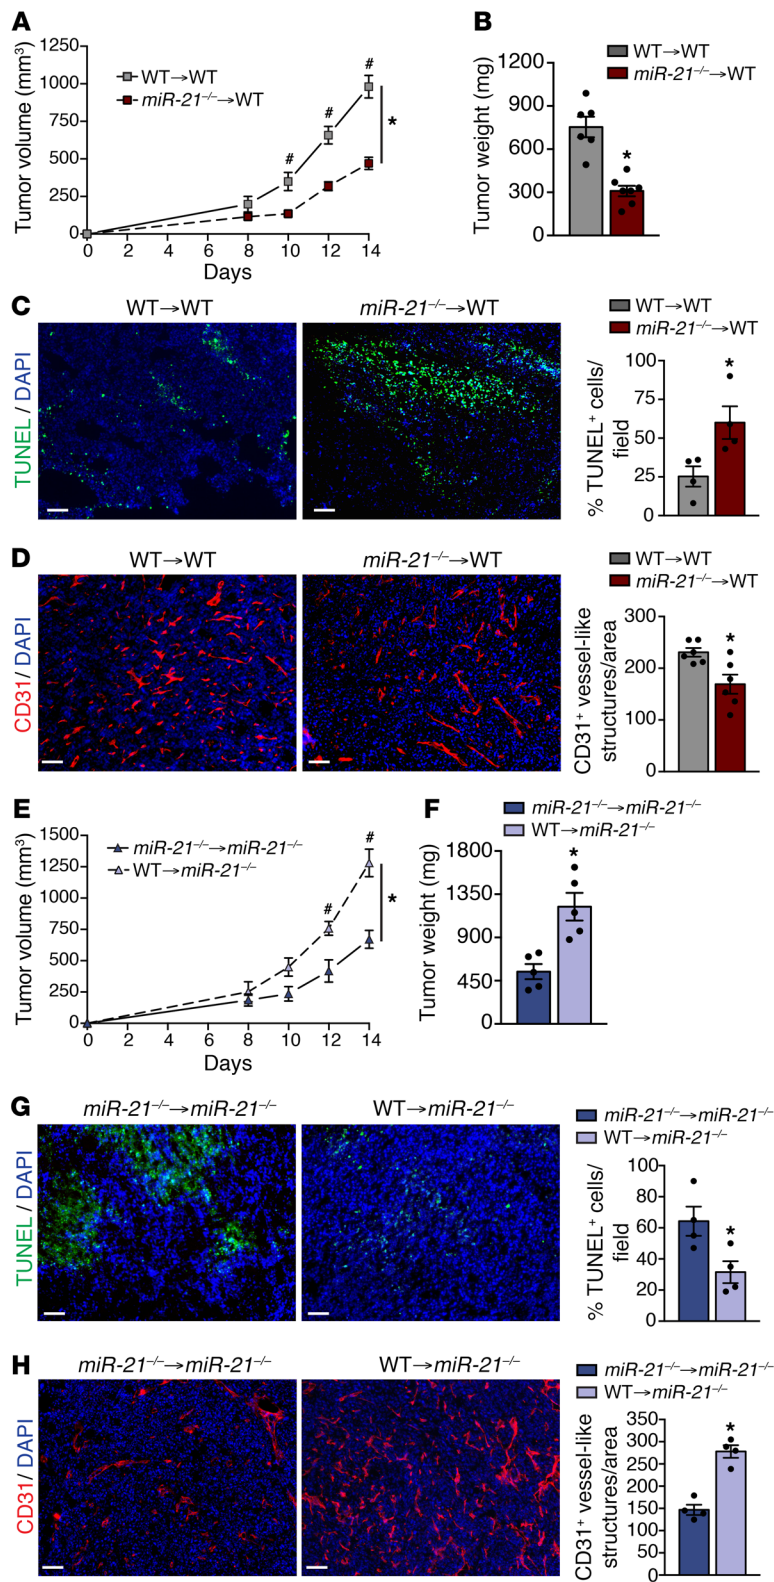 A
Tumor volume (mm³)
1250
1000
750
500
250
0
WT→WT
miR-21⁻/⁻→WT
#
#
#
#
*
0 2 4 6 8 10 12 14
Days
B
WT→WT
miR-21⁻/⁻→WT
Tumor weight (mg)
1200
900
600
300
0
*
C
WT→WT
miR-21⁻/⁻→WT
TUNEL / DAPI
WT→WT
miR-21⁻/⁻→WT
% TUNEL⁺ cells/
field
100
75
50
25
0
*
D
WT→WT
miR-21⁻/⁻→WT
CD31/ DAPI
WT→WT
miR-21⁻/⁻→WT
CD31⁺ vessel-like
structures/area
300
200
100
0
*
E
Tumor volume (mm³)
1500
1250
1000
750
500
250
0
miR-21⁻/⁻→miR-21⁻/⁻
WT→miR-21⁻/⁻
#
#
*
0 2 4 6 8 10 12 14
Days
F
miR-21⁻/⁻→miR-21⁻/⁻
WT→miR-21⁻/⁻
Tumor weight (mg)
1800
1350
900
450
0
*
G
miR-21⁻/⁻→miR-21⁻/⁻
WT→miR-21⁻/⁻
TUNEL / DAPI
miR-21⁻/⁻→miR-21⁻/⁻
WT→miR-21⁻/⁻
% TUNEL⁺ cells/
field
100
80
60
40
20
0
*
H
miR-21⁻/⁻→miR-21⁻/⁻
WT→miR-21⁻/⁻
CD31/ DAPI
miR-21⁻/⁻→miR-21⁻/⁻
WT→miR-21⁻/⁻
CD31⁺ vessel-like
structures/area
350
300
250
200
150
100
50
0
*